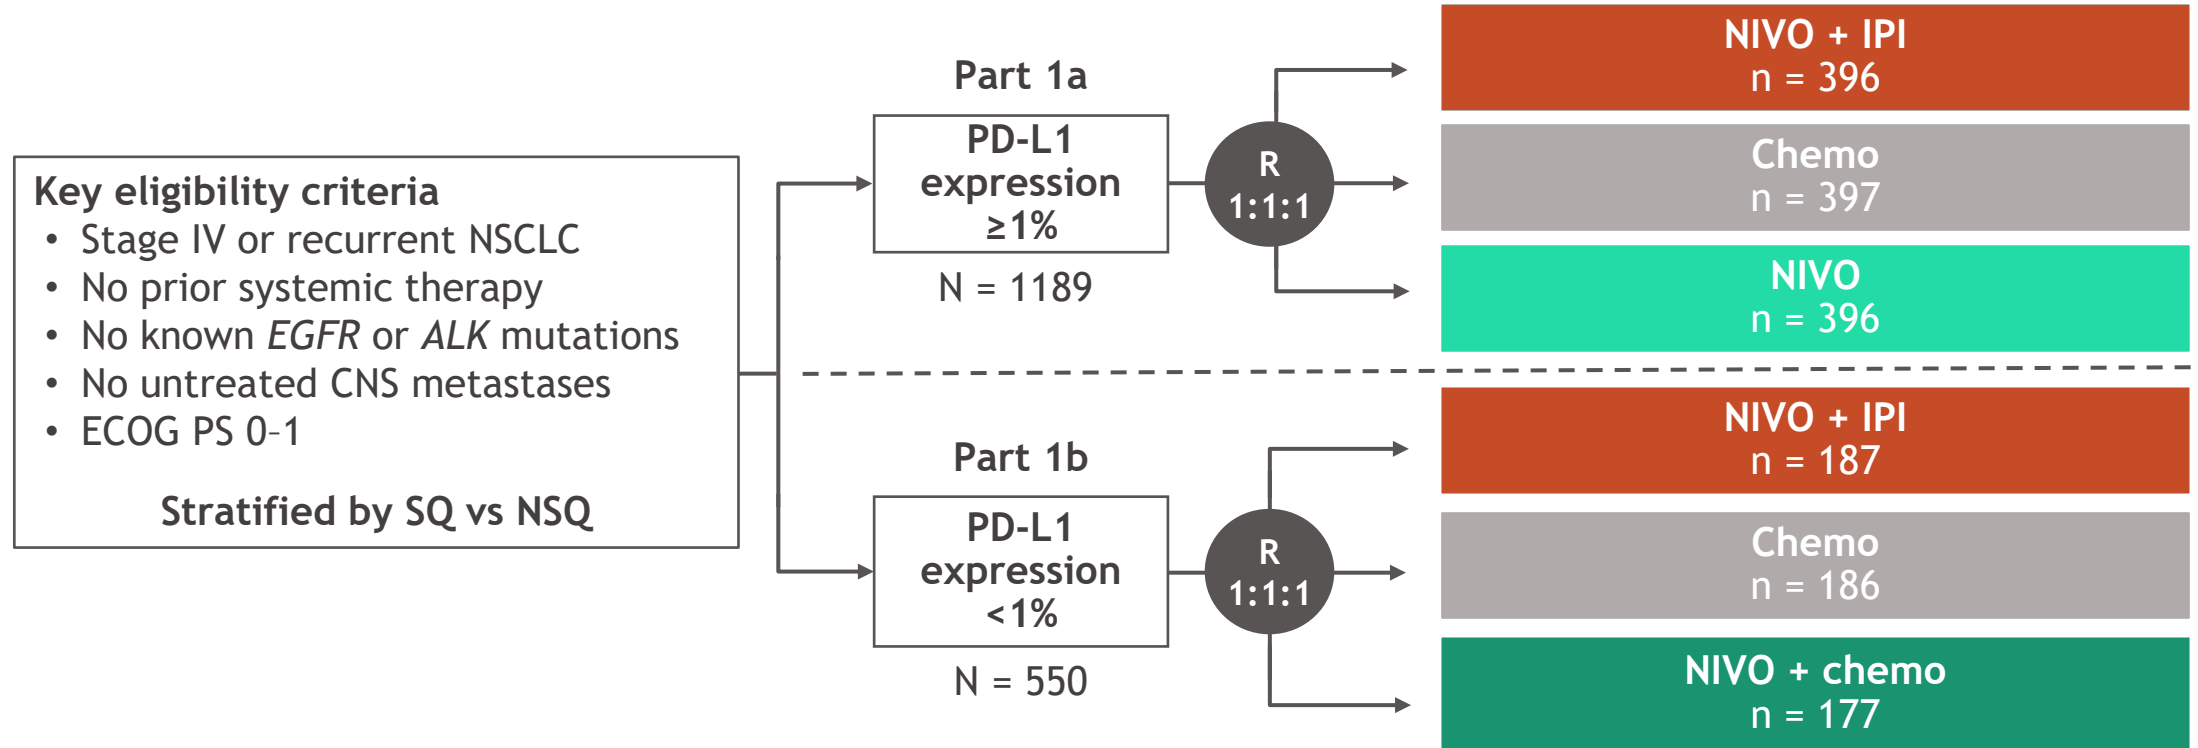 Key eligibility criteria
• Stage IV or recurrent NSCLC
• No prior systemic therapy
• No known EGFR or ALK mutations
• No untreated CNS metastases
• ECOG PS 0–1
Stratified by SQ vs NSQ
Part 1a
PD-L1
expression
≥1%
N = 1189
R
1:1:1
NIVO + IPI
n = 396
Chemo
n = 397
NIVO
n = 396
Part 1b
PD-L1
expression
<1%
N = 550
R
1:1:1
NIVO + IPI
n = 187
Chemo
n = 186
NIVO + chemo
n = 177